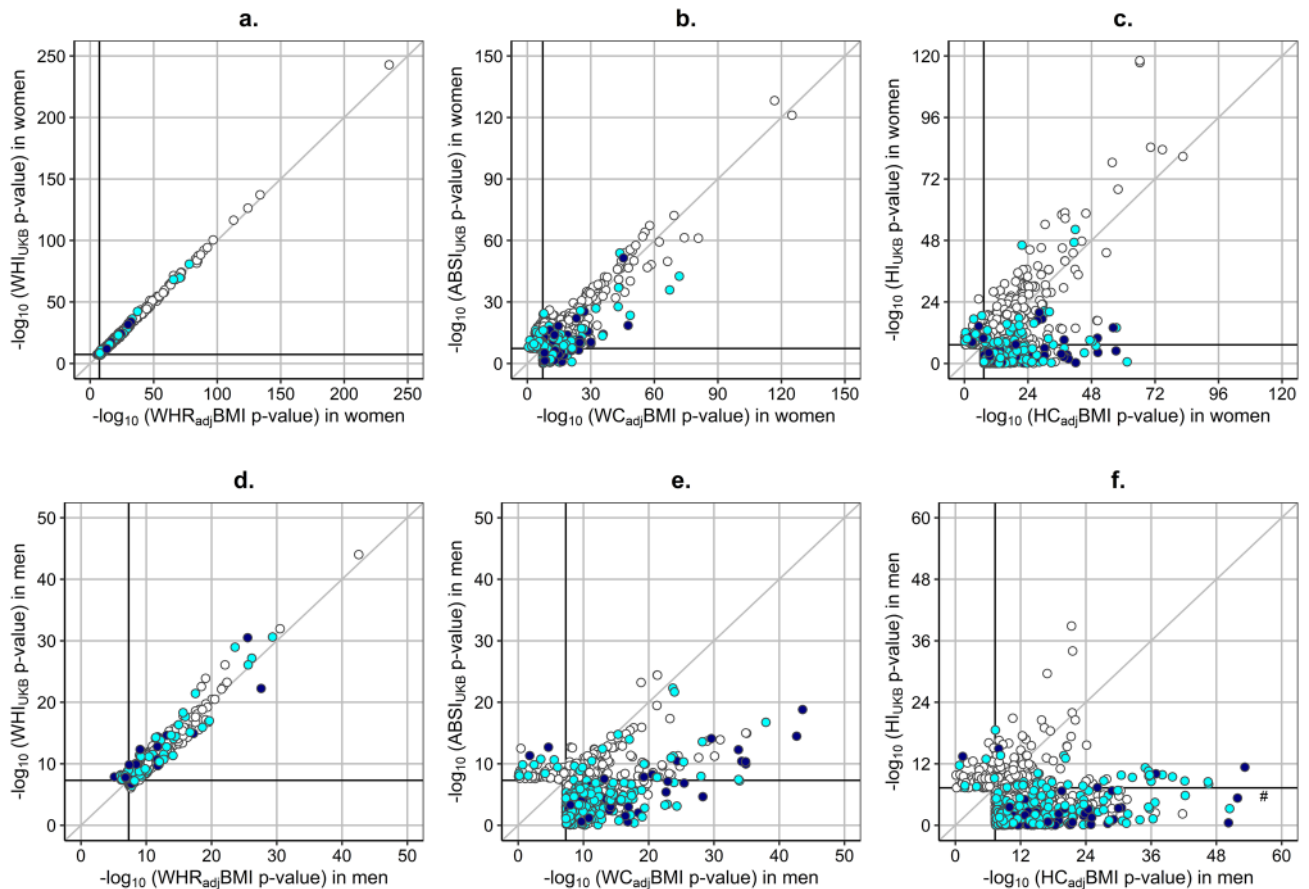 a.
250
200
150
100
50
0
-log10 (WHIUKB p-value) in women
0 50 100 150 200 250
-log10 (WHRadjBMI p-value) in women
b.
150
120
90
60
30
0
-log10 (ABSIUKB p-value) in women
0 30 60 90 120 150
-log10 (WCadjBMI p-value) in women
c.
120
96
72
48
24
0
-log10 (HIUKB p-value) in women
0 24 48 72 96 120
-log10 (HCadjBMI p-value) in women
d.
50
40
30
20
10
0
-log10 (WHIUKB p-value) in men
0 10 20 30 40 50
-log10 (WHRadjBMI p-value) in men
e.
50
40
30
20
10
0
-log10 (ABSIUKB p-value) in men
0 10 20 30 40 50
-log10 (WCadjBMI p-value) in men
f.
60
48
36
24
12
0
-log10 (HIUKB p-value) in men
#
0 12 24 36 48 60
-log10 (HCadjBMI p-value) in men